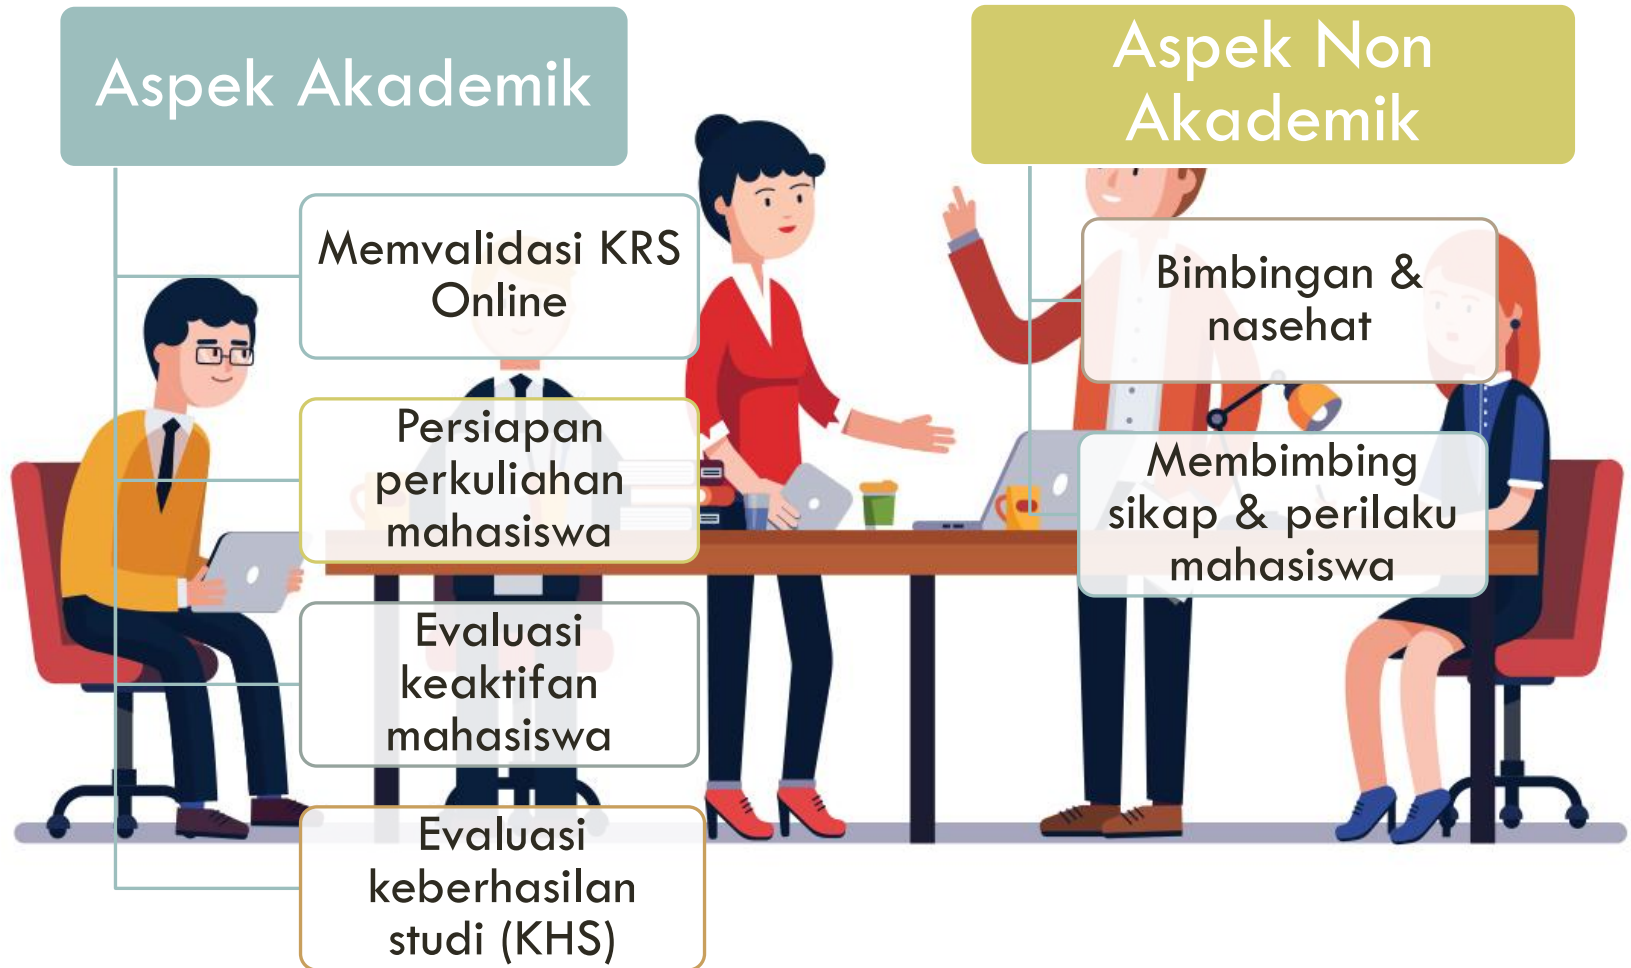 Aspek Akademik
Memvalidasi KRS
Online
Persiapan
perkuliahan
mahasiswa
Evaluasi
keaktifan
mahasiswa
Evaluasi
keberhasilan
studi (KHS)
Aspek Non
Akademik
Bimbingan &
nasehat
Membimbing
sikap & perilaku
mahasiswa